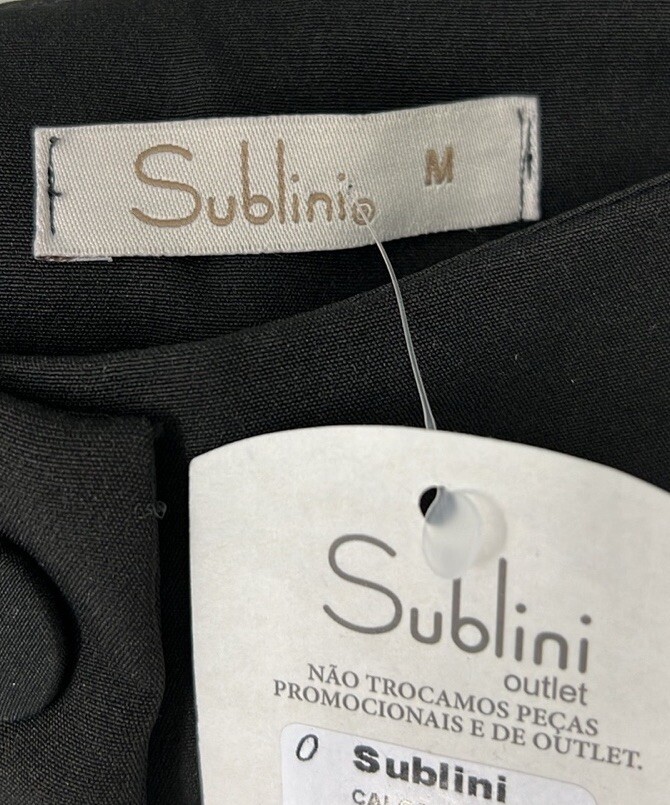 Sublini M
Sublini
outlet
NÃO TROCAMOS PEÇAS
PROMOCIONAIS E DE OUTLET.
0 Sublini